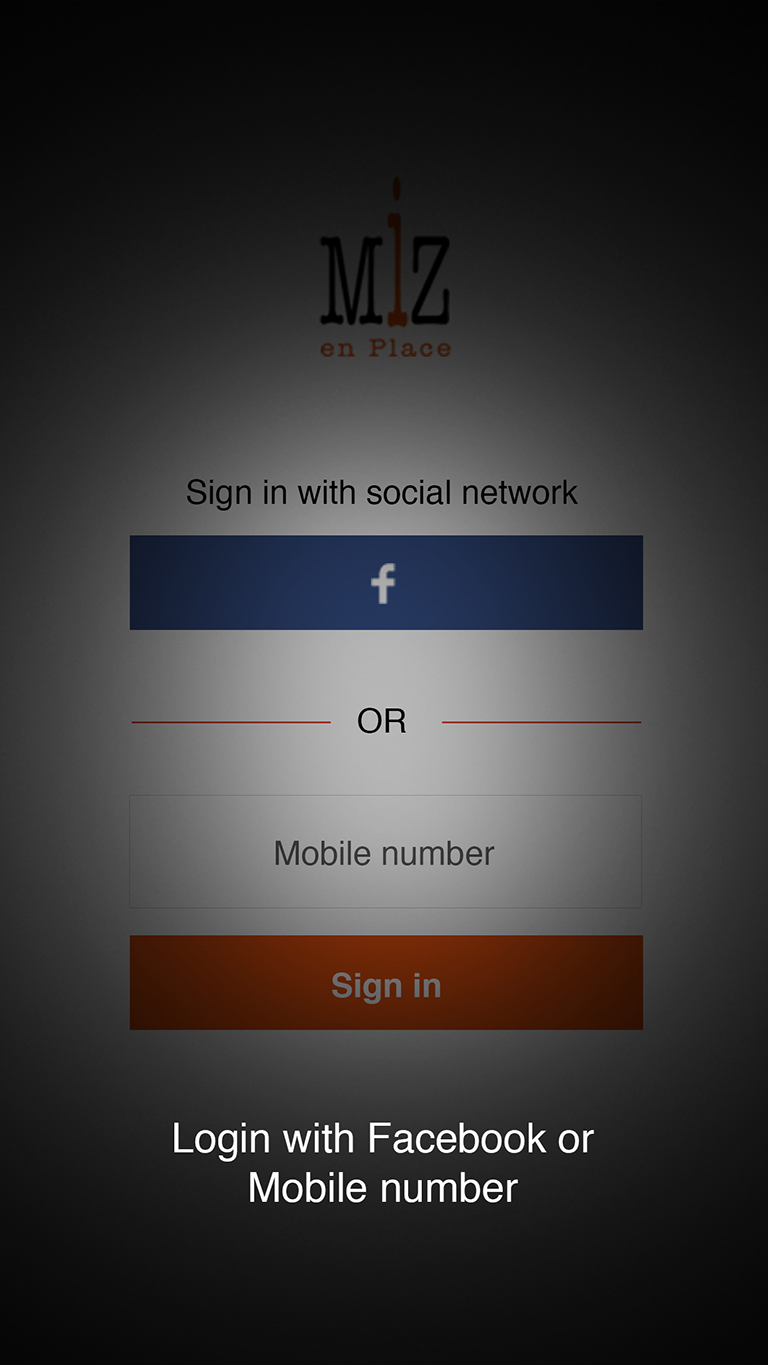 MiZ
en Place
Sign in with social network
f
OR
Mobile number
Sign in
Login with Facebook or
Mobile number